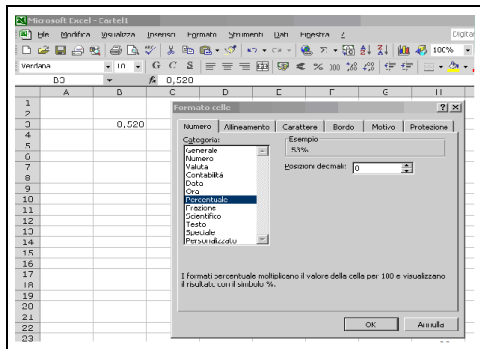 Microsoft Excel - Cartel1
File Modifica Visualizza Inserisci Formato Strumenti Dati Finestra ?
100%
Verdana 10 G C S
B3 fx 0,520
A B C D E F G H
1
2
3 0,520
4
5
6
7
8
9
10
11
12
13
14
15
16
17
18
19
20
21
22
23
Formato celle
Numero Allineamento Carattere Bordo Motivo Protezione
Categoria:
Generale
Numero
Valuta
Contabilità
Data
Ora
Percentuale
Frazione
Scientifico
Testo
Speciale
Personalizzato
Esempio
53%
Posizioni decimali: 0
I formati percentuale moltiplicano il valore della cella per 100 e visualizzano
il risultato con il simbolo %.
OK Annulla